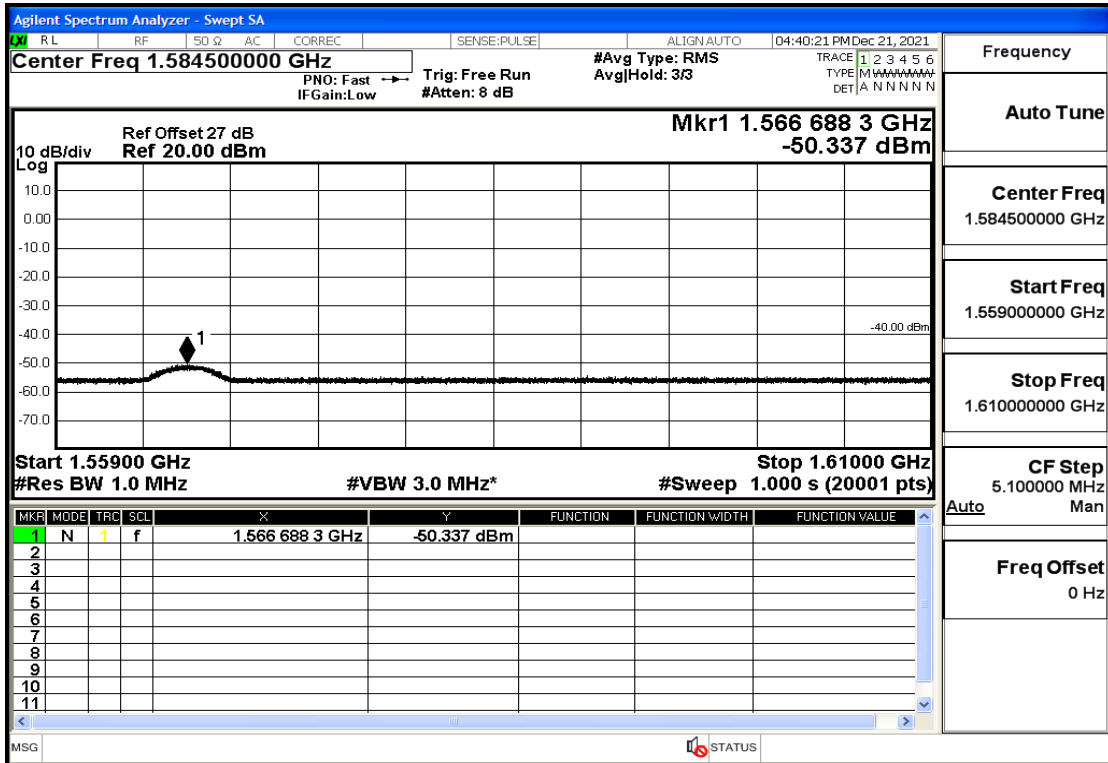 Agilent Spectrum Analyzer - Swept SA
LXI RL RF 50 Ω AC CORREC SENSE:PULSE ALIGN AUTO 04:40:21 PM Dec 21, 2021
Center Freq 1.584500000 GHz
PNO: Fast
IFGain:Low
Trig: Free Run
#Atten: 8 dB
#Avg Type: RMS
Avg|Hold: 3/3
TRACE 1 2 3 4 5 6
TYPE M WWWWW
DET A N N N N N
Ref Offset 27 dB
Ref 20.00 dBm
10 dB/div
Log
Mkr1 1.566 688 3 GHz
-50.337 dBm
10.0
0.00
-10.0
-20.0
-30.0
-40.0
-50.0
-60.0
-70.0
1
-40.00 dBm
Start 1.55900 GHz Stop 1.61000 GHz
#Res BW 1.0 MHz #VBW 3.0 MHz* #Sweep 1.000 s (20001 pts)
MKR MODE TRC SCL X Y FUNCTION FUNCTION WIDTH FUNCTION VALUE
1 N 1 f 1.566 688 3 GHz -50.337 dBm
2
3
4
5
6
7
8
9
10
11
MSG STATUS
Frequency
Auto Tune
Center Freq
1.584500000 GHz
Start Freq
1.559000000 GHz
Stop Freq
1.610000000 GHz
CF Step
5.100000 MHz
Auto Man
Freq Offset
0 Hz